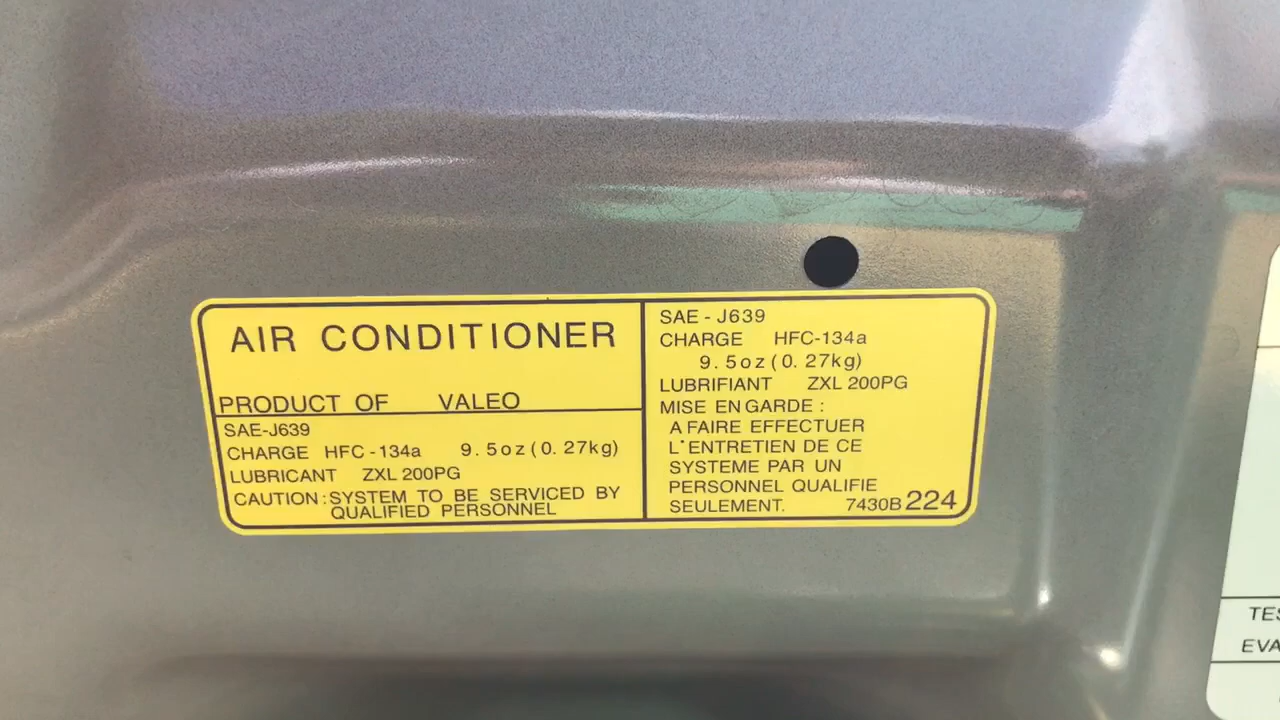 AIR CONDITIONER
PRODUCT OF VALEO
SAE-J639
CHARGE HFC-134a 9.5oz(0.27kg)
LUBRICANT ZXL 200PG
CAUTION:SYSTEM TO BE SERVICED BY
QUALIFIED PERSONNEL
SAE-J639
CHARGE HFC-134a
9.5oz(0.27kg)
LUBRIFIANT ZXL 200PG
MISE EN GARDE :
A FAIRE EFFECTUER
L'ENTRETIEN DE CE
SYSTEME PAR UN
PERSONNEL QUALIFIE
SEULEMENT. 7430B 224
TES
EVA